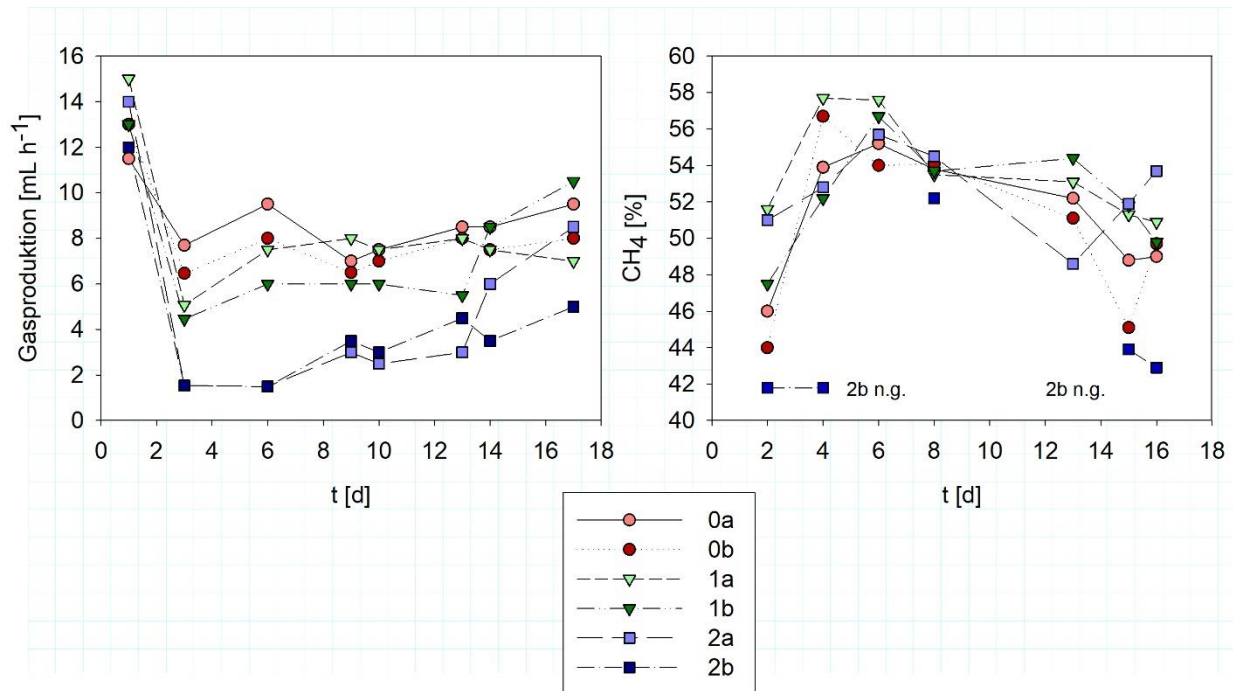 Gasproduktion [mL h⁻¹]
16
14
12
10
8
6
4
2
0
0 2 4 6 8 10 12 14 16 18
t [d]
CH₄ [%]
60
58
56
54
52
50
48
46
44
42
40
2b n.g. 2b n.g.
0 2 4 6 8 10 12 14 16 18
t [d]
0a
0b
1a
1b
2a
2b